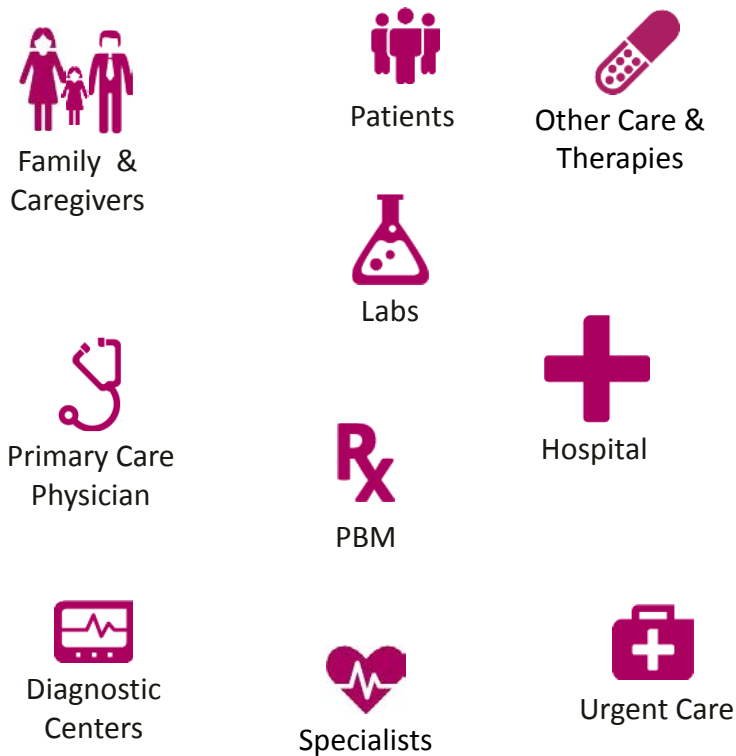 Patients
Other Care &
Therapies
Family & 
Caregivers
Labs
Primary Care
Physician
Rx
PBM
Hospital
Diagnostic
Centers
Specialists
Urgent Care